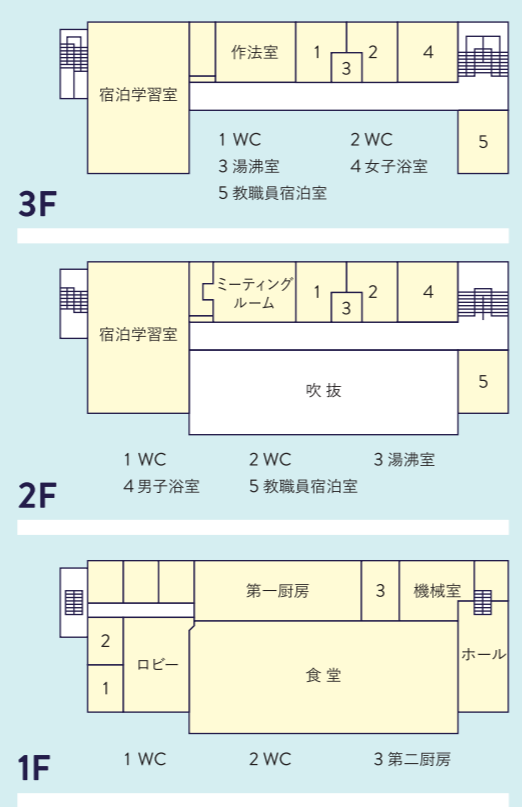 宿泊学習室
作法室
1
2
3
4
5
1 WC
2 WC
3 湯沸室
4 女子浴室
5 教職員宿泊室
3F
宿泊学習室
ミーティング
ルーム
1
2
3
4
吹 抜
5
1 WC
2 WC
3 湯沸室
4 男子浴室
5 教職員宿泊室
2F
第一厨房
3
機械室
2
1
ロビー
食 堂
ホール
1 WC
2 WC
3 第二厨房
1F